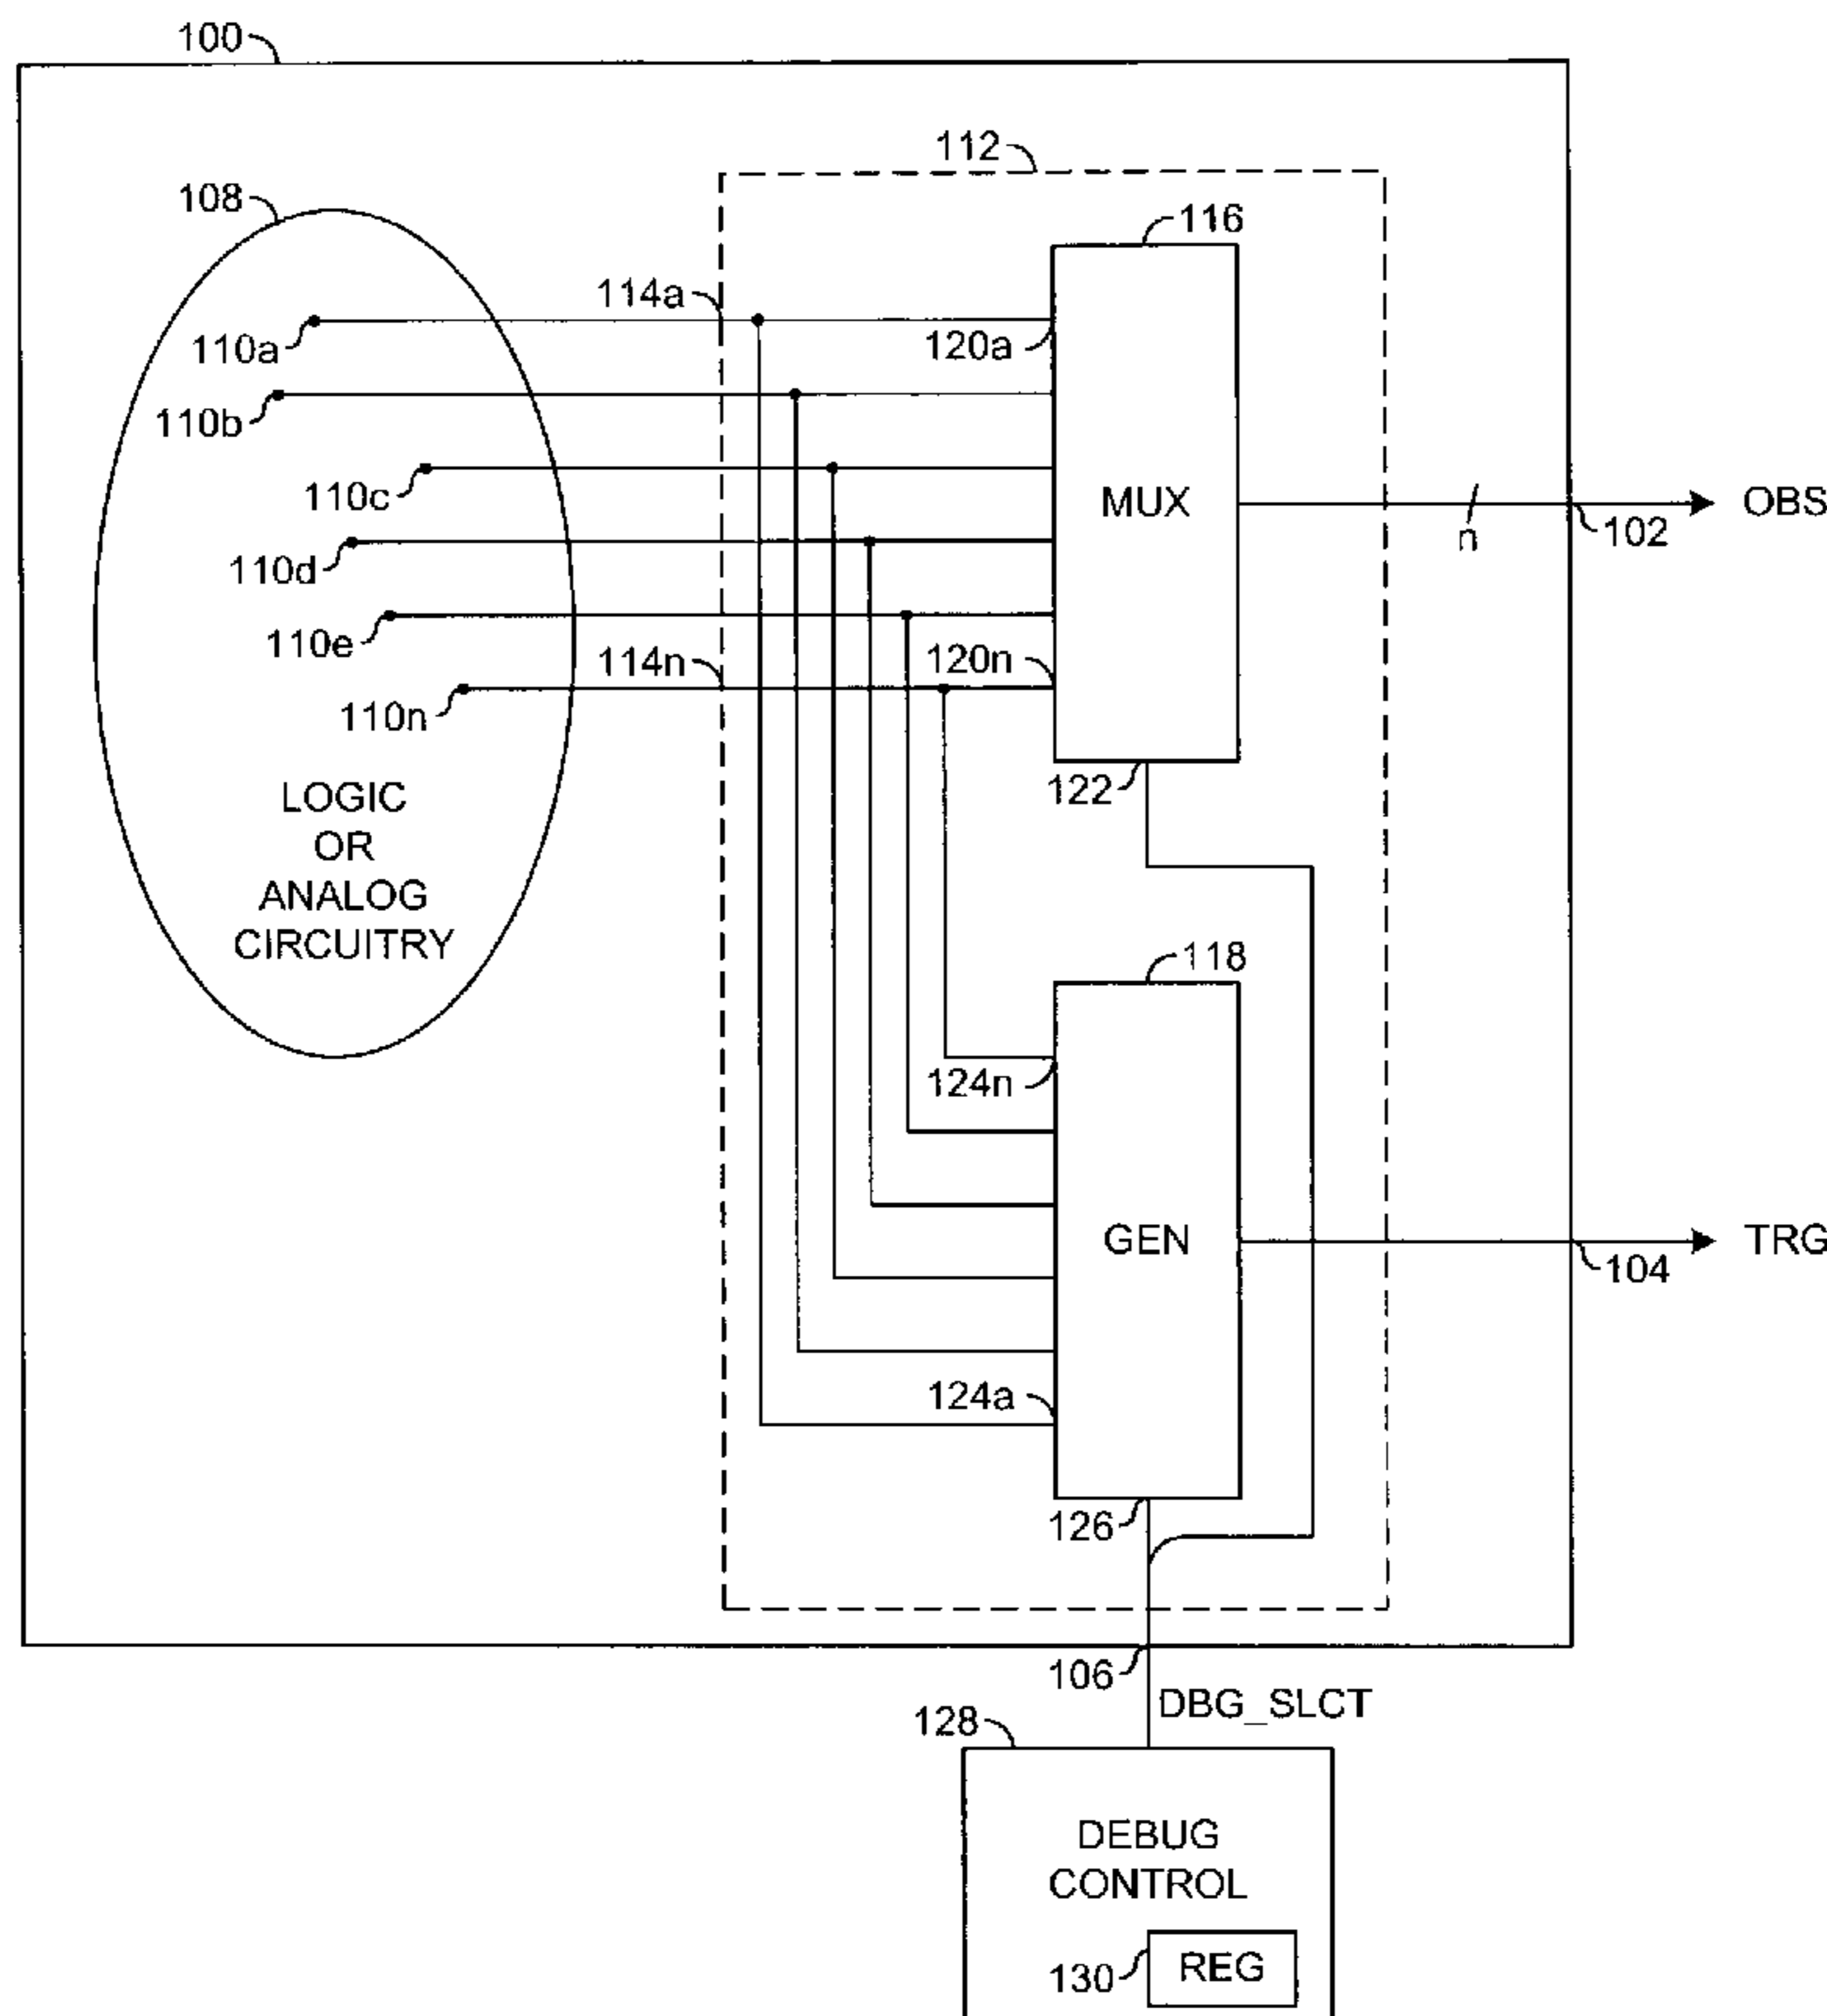 100
112
108
116
114a
110a
120a
110b
110c
MUX
n
OBS
102
110d
110e
114n
120n
110n
122
LOGIC
OR
ANALOG
CIRCUITRY
118
124n
GEN
TRG
104
124a
126
106
DBG_SLCT
128
DEBUG
CONTROL
130
REG